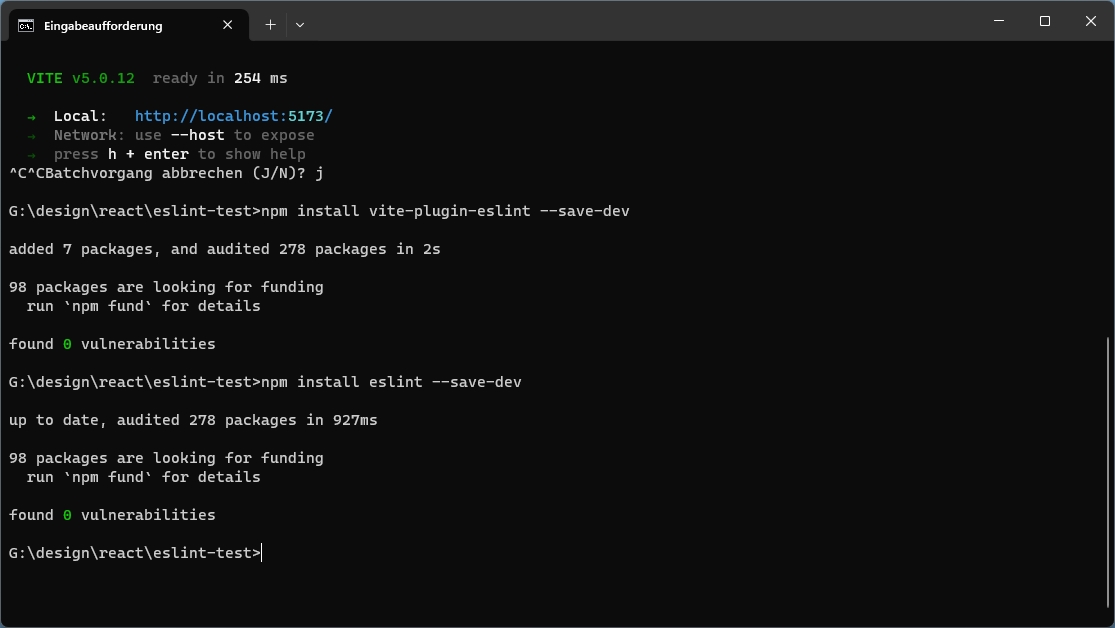 Eingabeaufforderung
VITE v5.0.12 ready in 254 ms
→ Local: http://localhost:5173/
→ Network: use --host to expose
→ press h + enter to show help
^C^CBatchvorgang abbrechen (J/N)? j
G:\design\react\eslint-test>npm install vite-plugin-eslint --save-dev
added 7 packages, and audited 278 packages in 2s
98 packages are looking for funding
run `npm fund` for details
found 0 vulnerabilities
G:\design\react\eslint-test>npm install eslint --save-dev
up to date, audited 278 packages in 927ms
98 packages are looking for funding
run `npm fund` for details
found 0 vulnerabilities
G:\design\react\eslint-test>